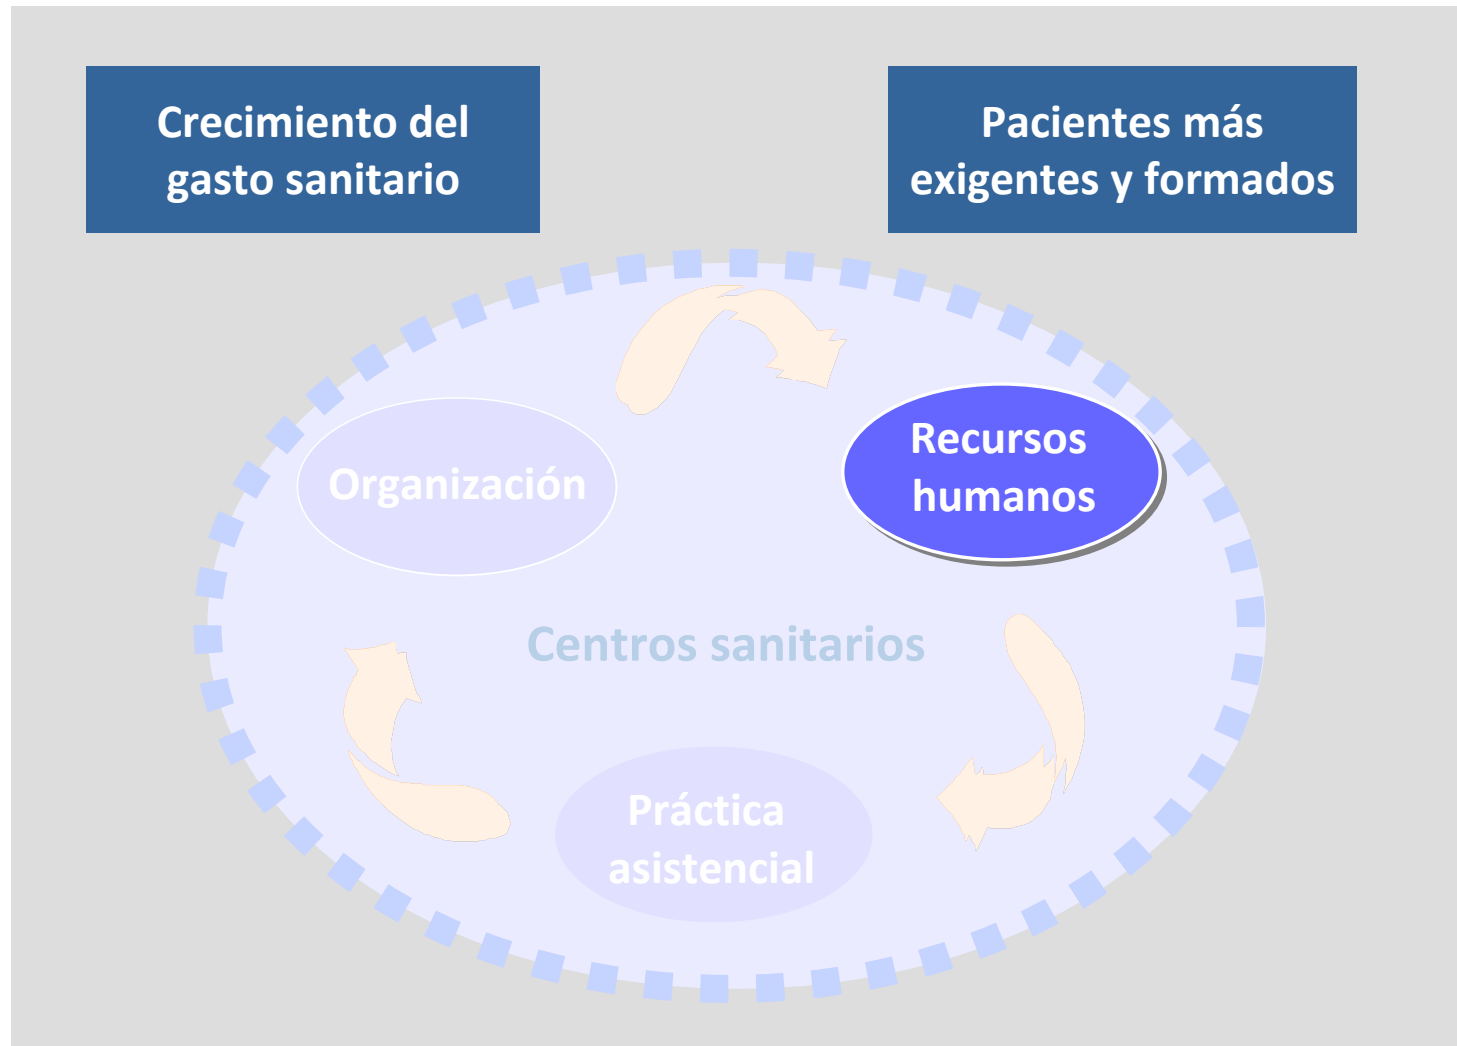 Crecimiento del
gasto sanitario
Pacientes más
exigentes y formados
Organización
Recursos
humanos
Centros sanitarios
Práctica
asistencial